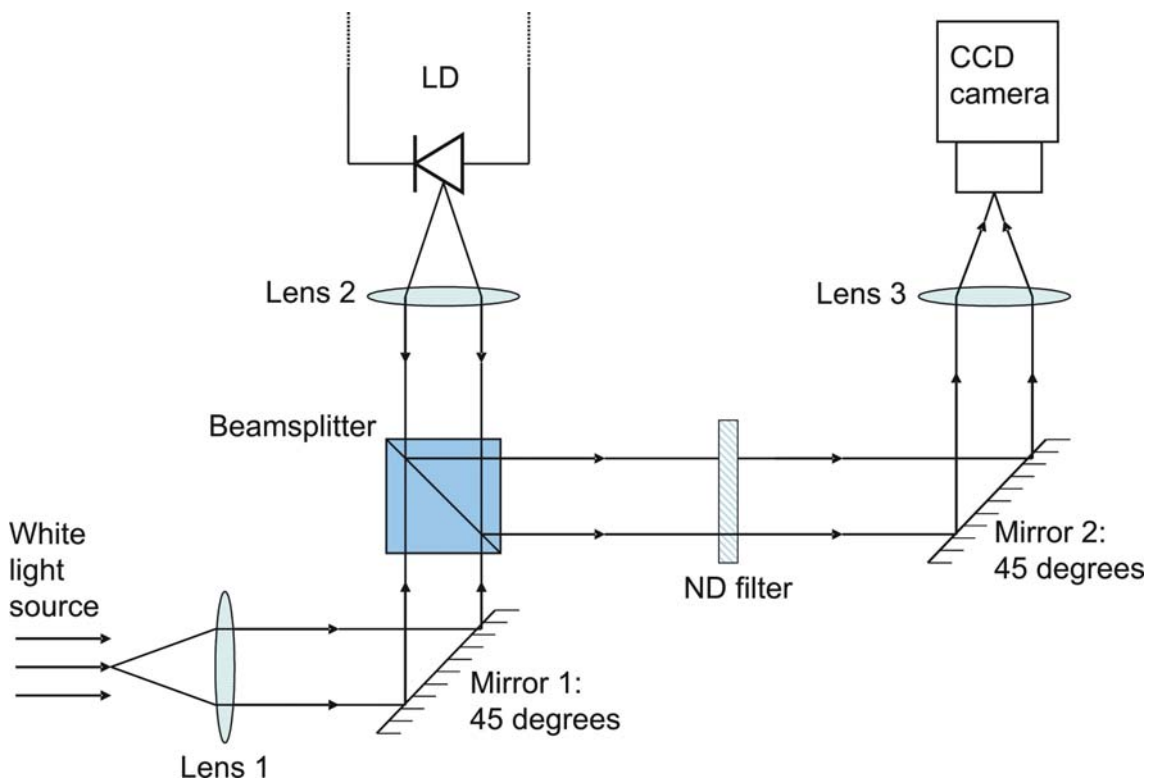 LD
CCD
camera
Lens 2
Lens 3
Beamsplitter
White
light
source
ND filter
Mirror 2:
45 degrees
Mirror 1:
45 degrees
Lens 1